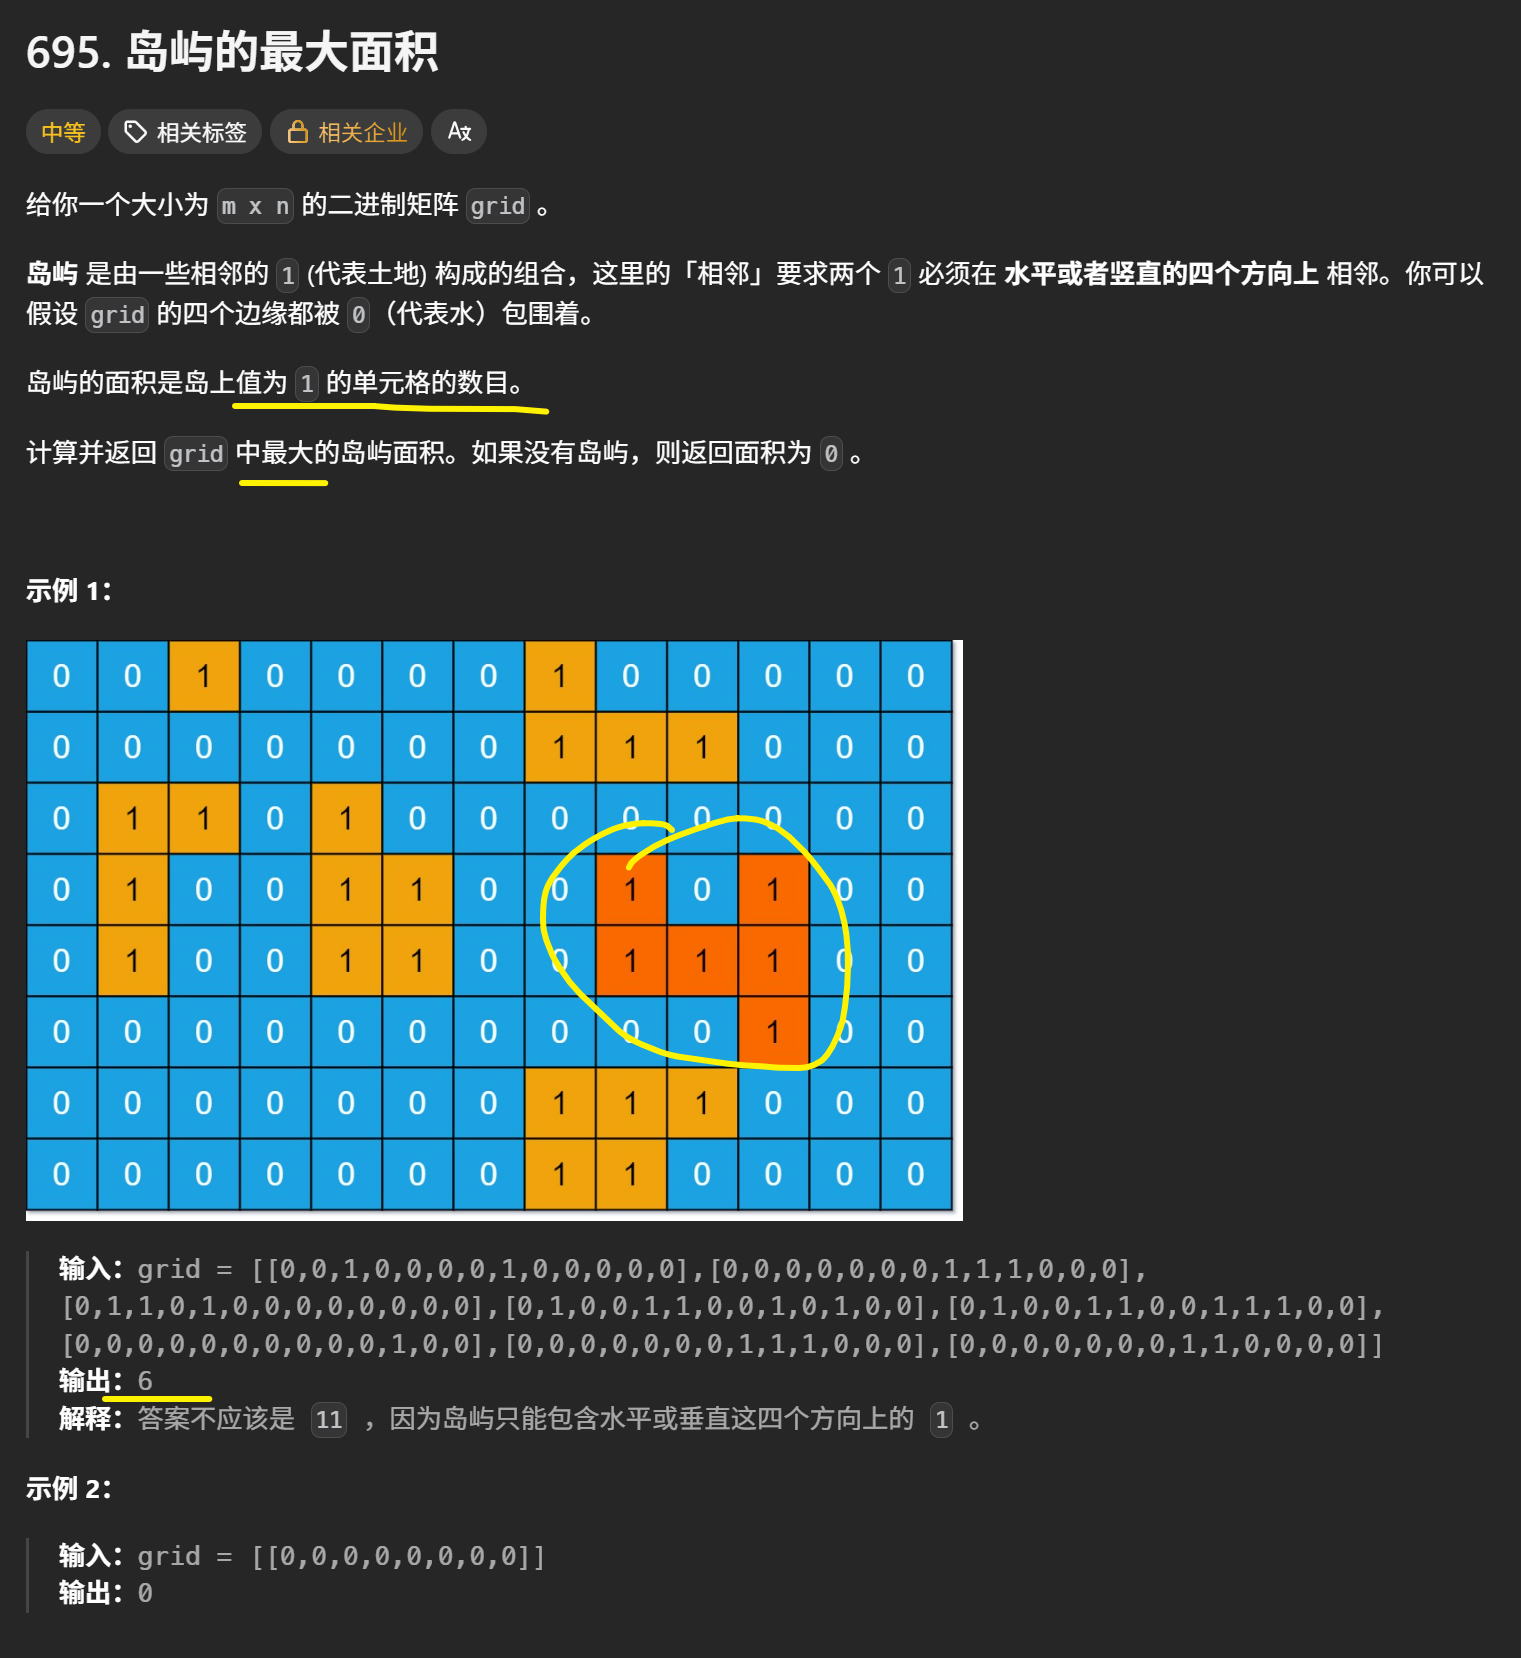 695. 岛屿的最大面积
中等 相关标签 相关企业 Ax
给你一个大小为 m x n 的二进制矩阵 grid 。
岛屿 是由一些相邻的 1 (代表土地) 构成的组合，这里的「相邻」要求两个 1 必须在 水平或者竖直的四个方向上 相邻。你可以
假设 grid 的四个边缘都被 0（代表水）包围着。
岛屿的面积是岛上值为 1 的单元格的数目。
计算并返回 grid 中最大的岛屿面积。如果没有岛屿，则返回面积为 0 。
示例 1：
0 0 1 0 0 0 0 1 0 0 0 0 0
0 0 0 0 0 0 0 1 1 1 0 0 0
0 1 1 0 1 0 0 0 0 0 0 0 0
0 1 0 0 1 1 0 0 1 0 1 0 0
0 1 0 0 1 1 0 0 1 1 1 0 0
0 0 0 0 0 0 0 0 0 0 1 0 0
0 0 0 0 0 0 0 1 1 1 0 0 0
0 0 0 0 0 0 0 1 1 0 0 0 0
输入：grid = [[0,0,1,0,0,0,0,1,0,0,0,0,0],[0,0,0,0,0,0,0,1,1,1,0,0,0],
[0,1,1,0,1,0,0,0,0,0,0,0,0],[0,1,0,0,1,1,0,0,1,0,1,0,0],[0,1,0,0,1,1,0,0,1,1,1,0,0],
[0,0,0,0,0,0,0,0,0,0,1,0,0],[0,0,0,0,0,0,0,1,1,1,0,0,0],[0,0,0,0,0,0,0,1,1,0,0,0,0]]
输出：6
解释：答案不应该是 11 ，因为岛屿只能包含水平或垂直这四个方向上的 1 。
示例 2：
输入：grid = [[0,0,0,0,0,0,0,0]]
输出：0